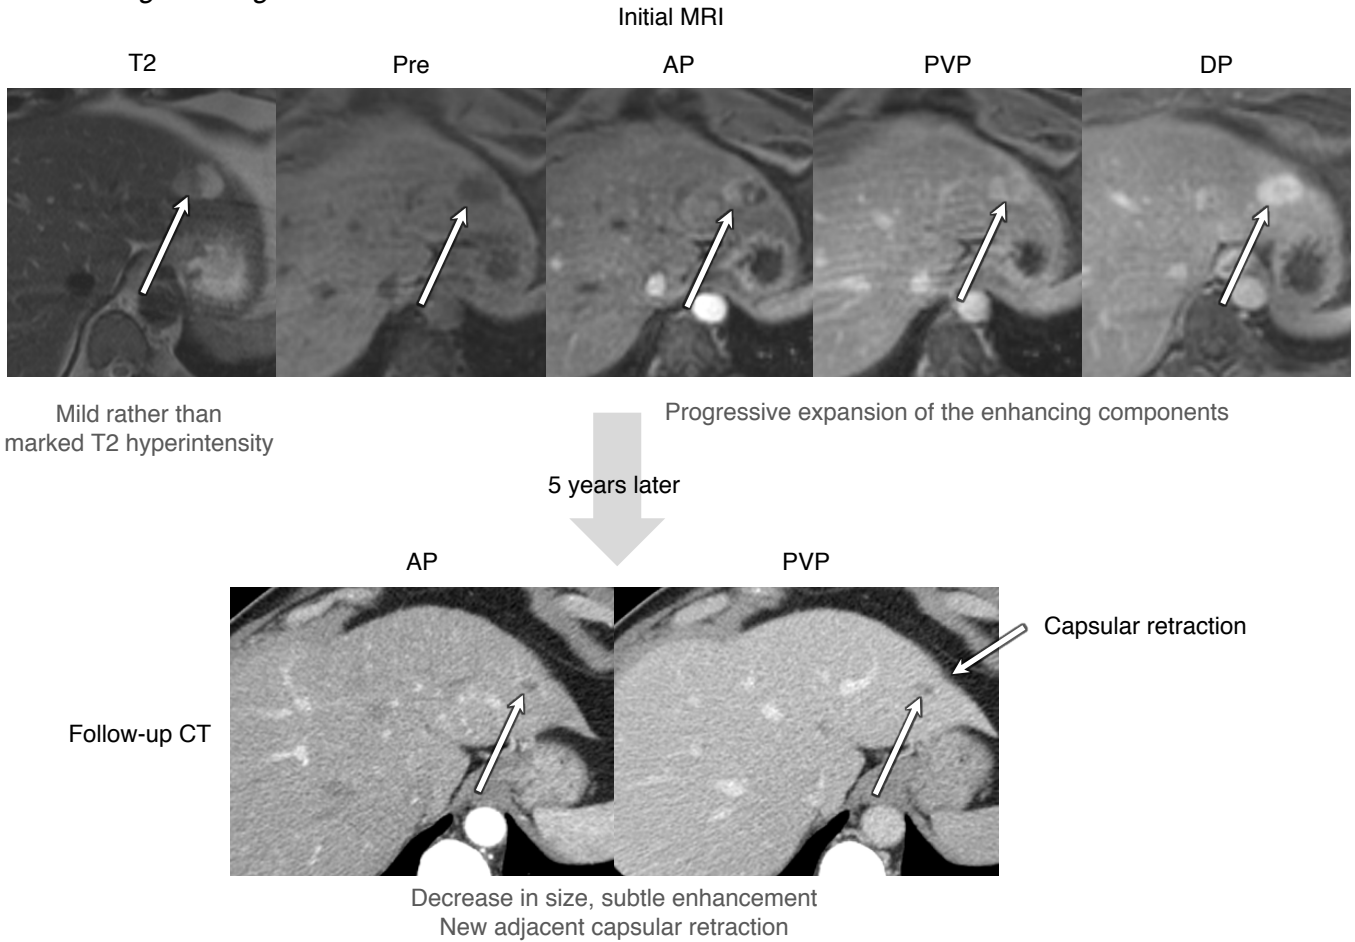 Initial MRI
T2
Pre
AP
PVP
DP
Mild rather than
marked T2 hyperintensity
Progressive expansion of the enhancing components
5 years later
AP
PVP
Capsular retraction
Follow-up CT
Decrease in size, subtle enhancement
New adjacent capsular retraction